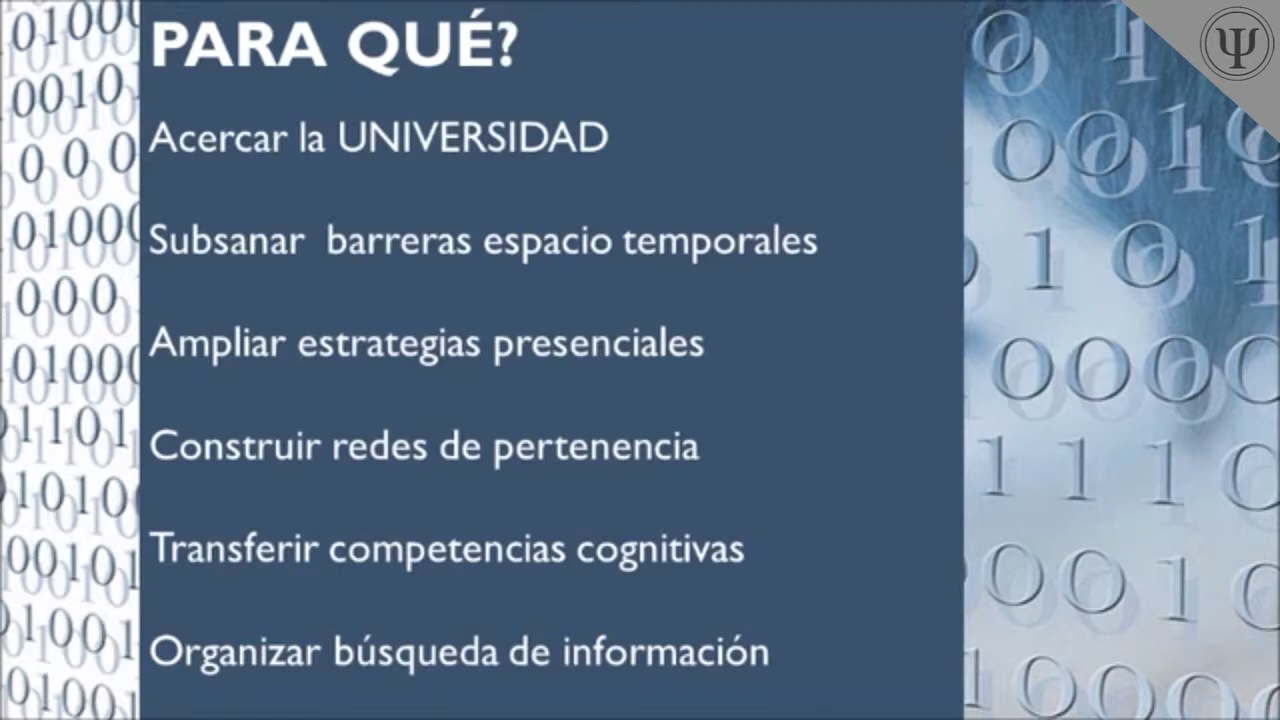 PARA QUÉ?
Acercar la UNIVERSIDAD
Subsanar  barreras espacio temporales
Ampliar estrategias presenciales
Construir redes de pertenencia
Transferir competencias cognitivas
Organizar búsqueda de información